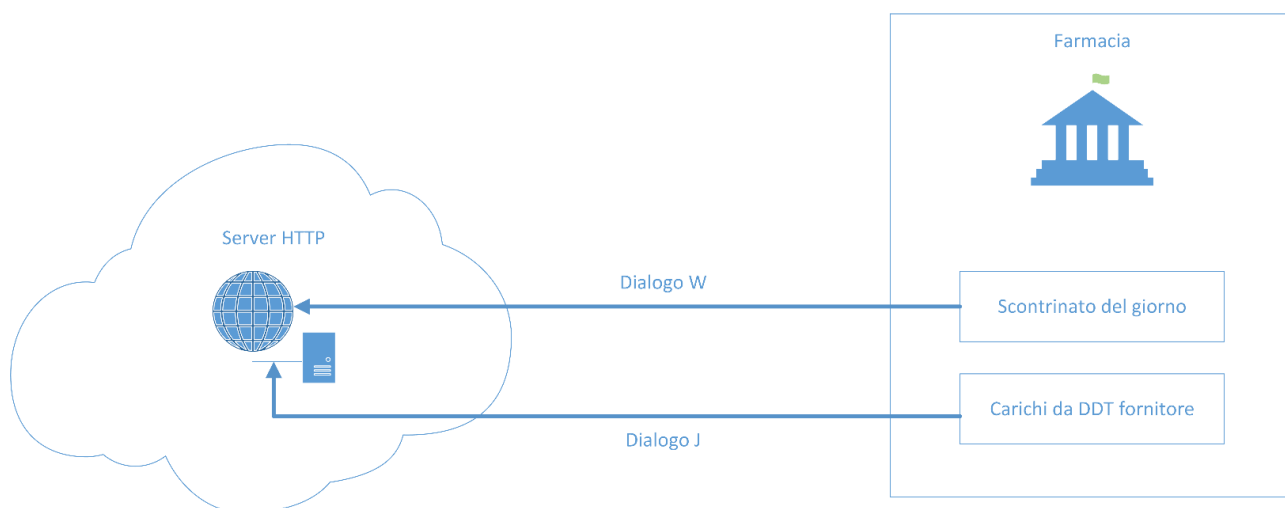 Farmacia
Server HTTP
Dialogo W
Scontrinato del giorno
Carichi da DDT fornitore
Dialogo J